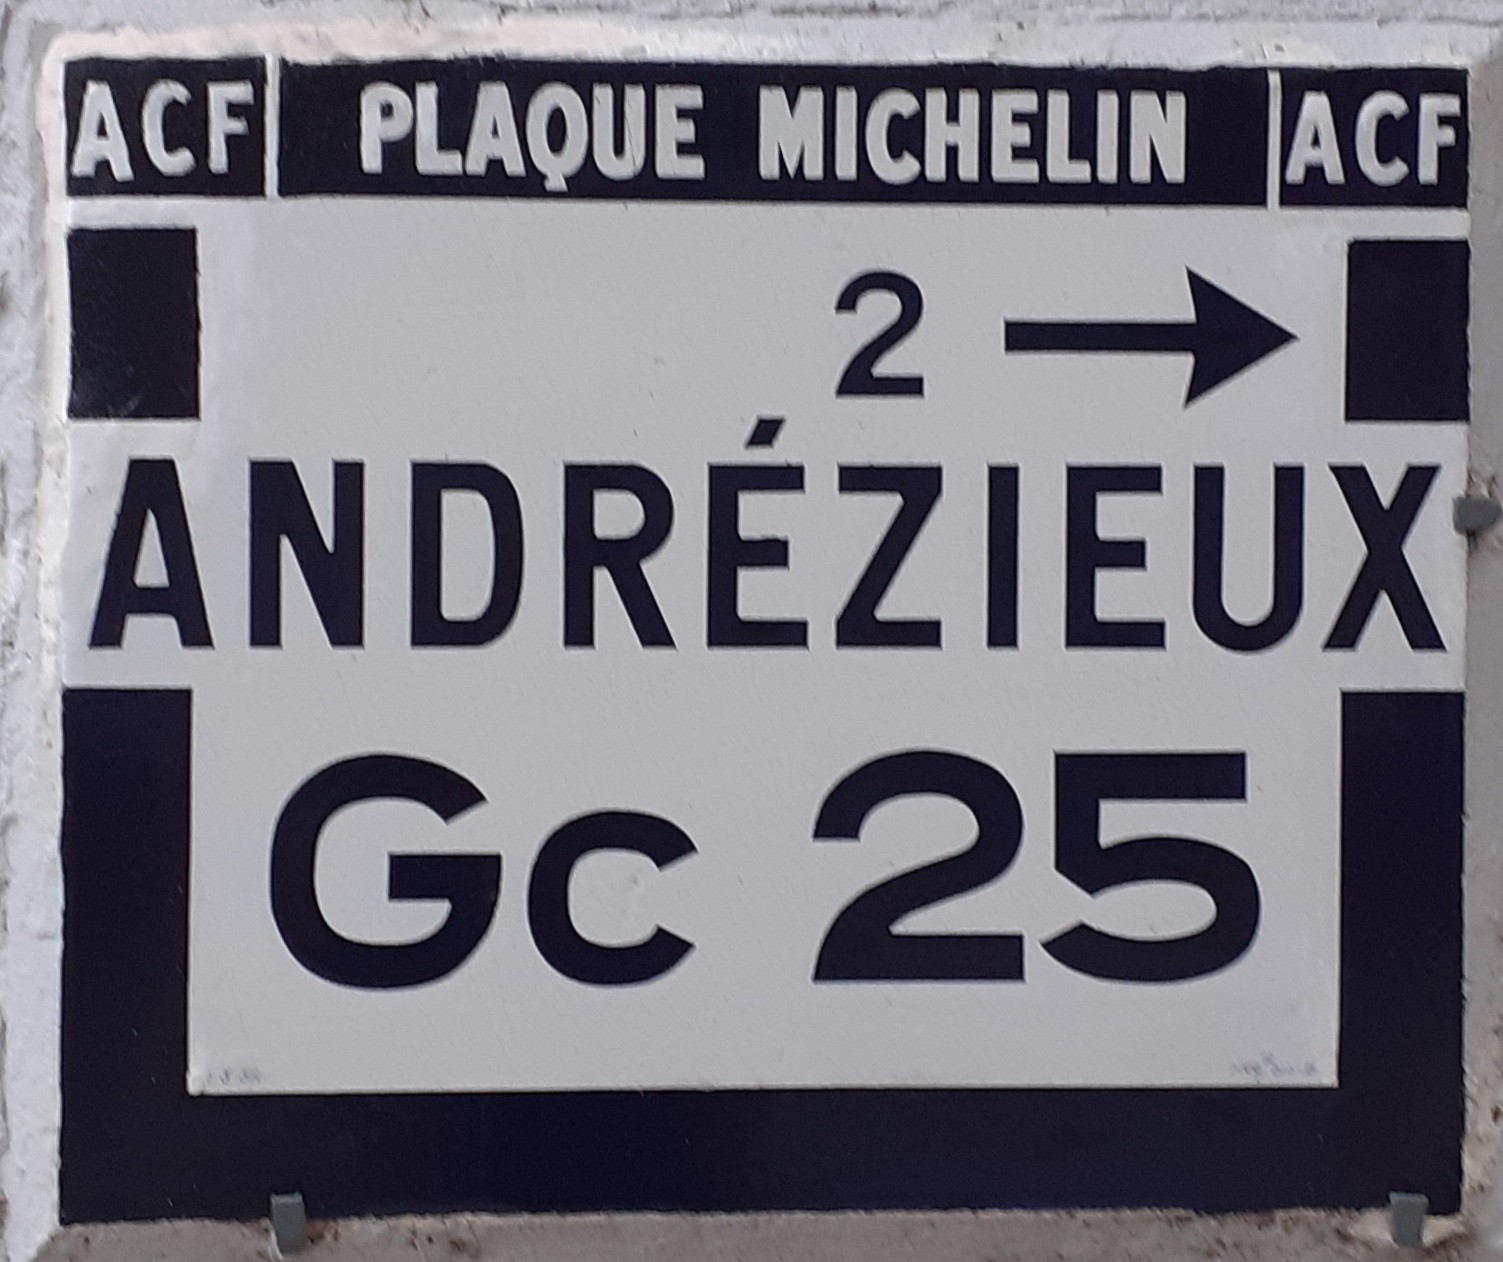 ACF PLAQUE MICHELIN ACF
2
ANDRÉZIEUX
Gc 25